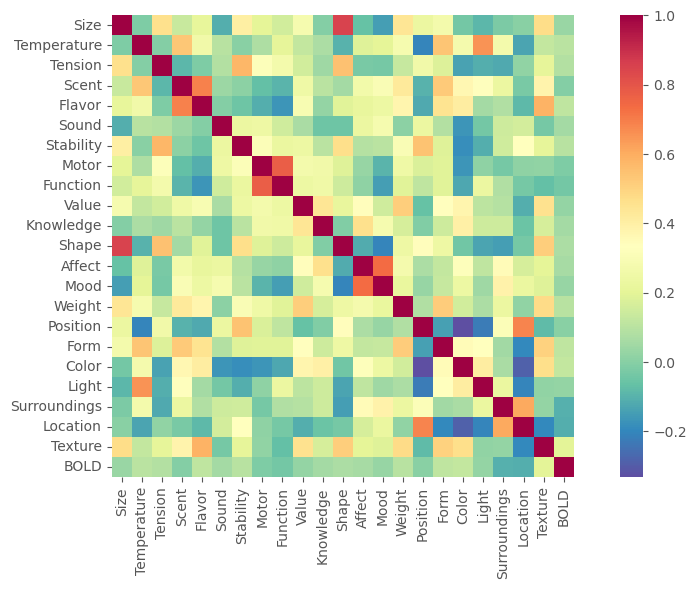 Size
Temperature
Tension
Scent
Flavor
Sound
Stability
Motor
Function
Value
Knowledge
Shape
Affect
Mood
Weight
Position
Form
Color
Light
Surroundings
Location
Texture
BOLD
Size
Temperature
Tension
Scent
Flavor
Sound
Stability
Motor
Function
Value
Knowledge
Shape
Affect
Mood
Weight
Position
Form
Color
Light
Surroundings
Location
Texture
BOLD
1.0
0.8
0.6
0.4
0.2
0.0
−0.2